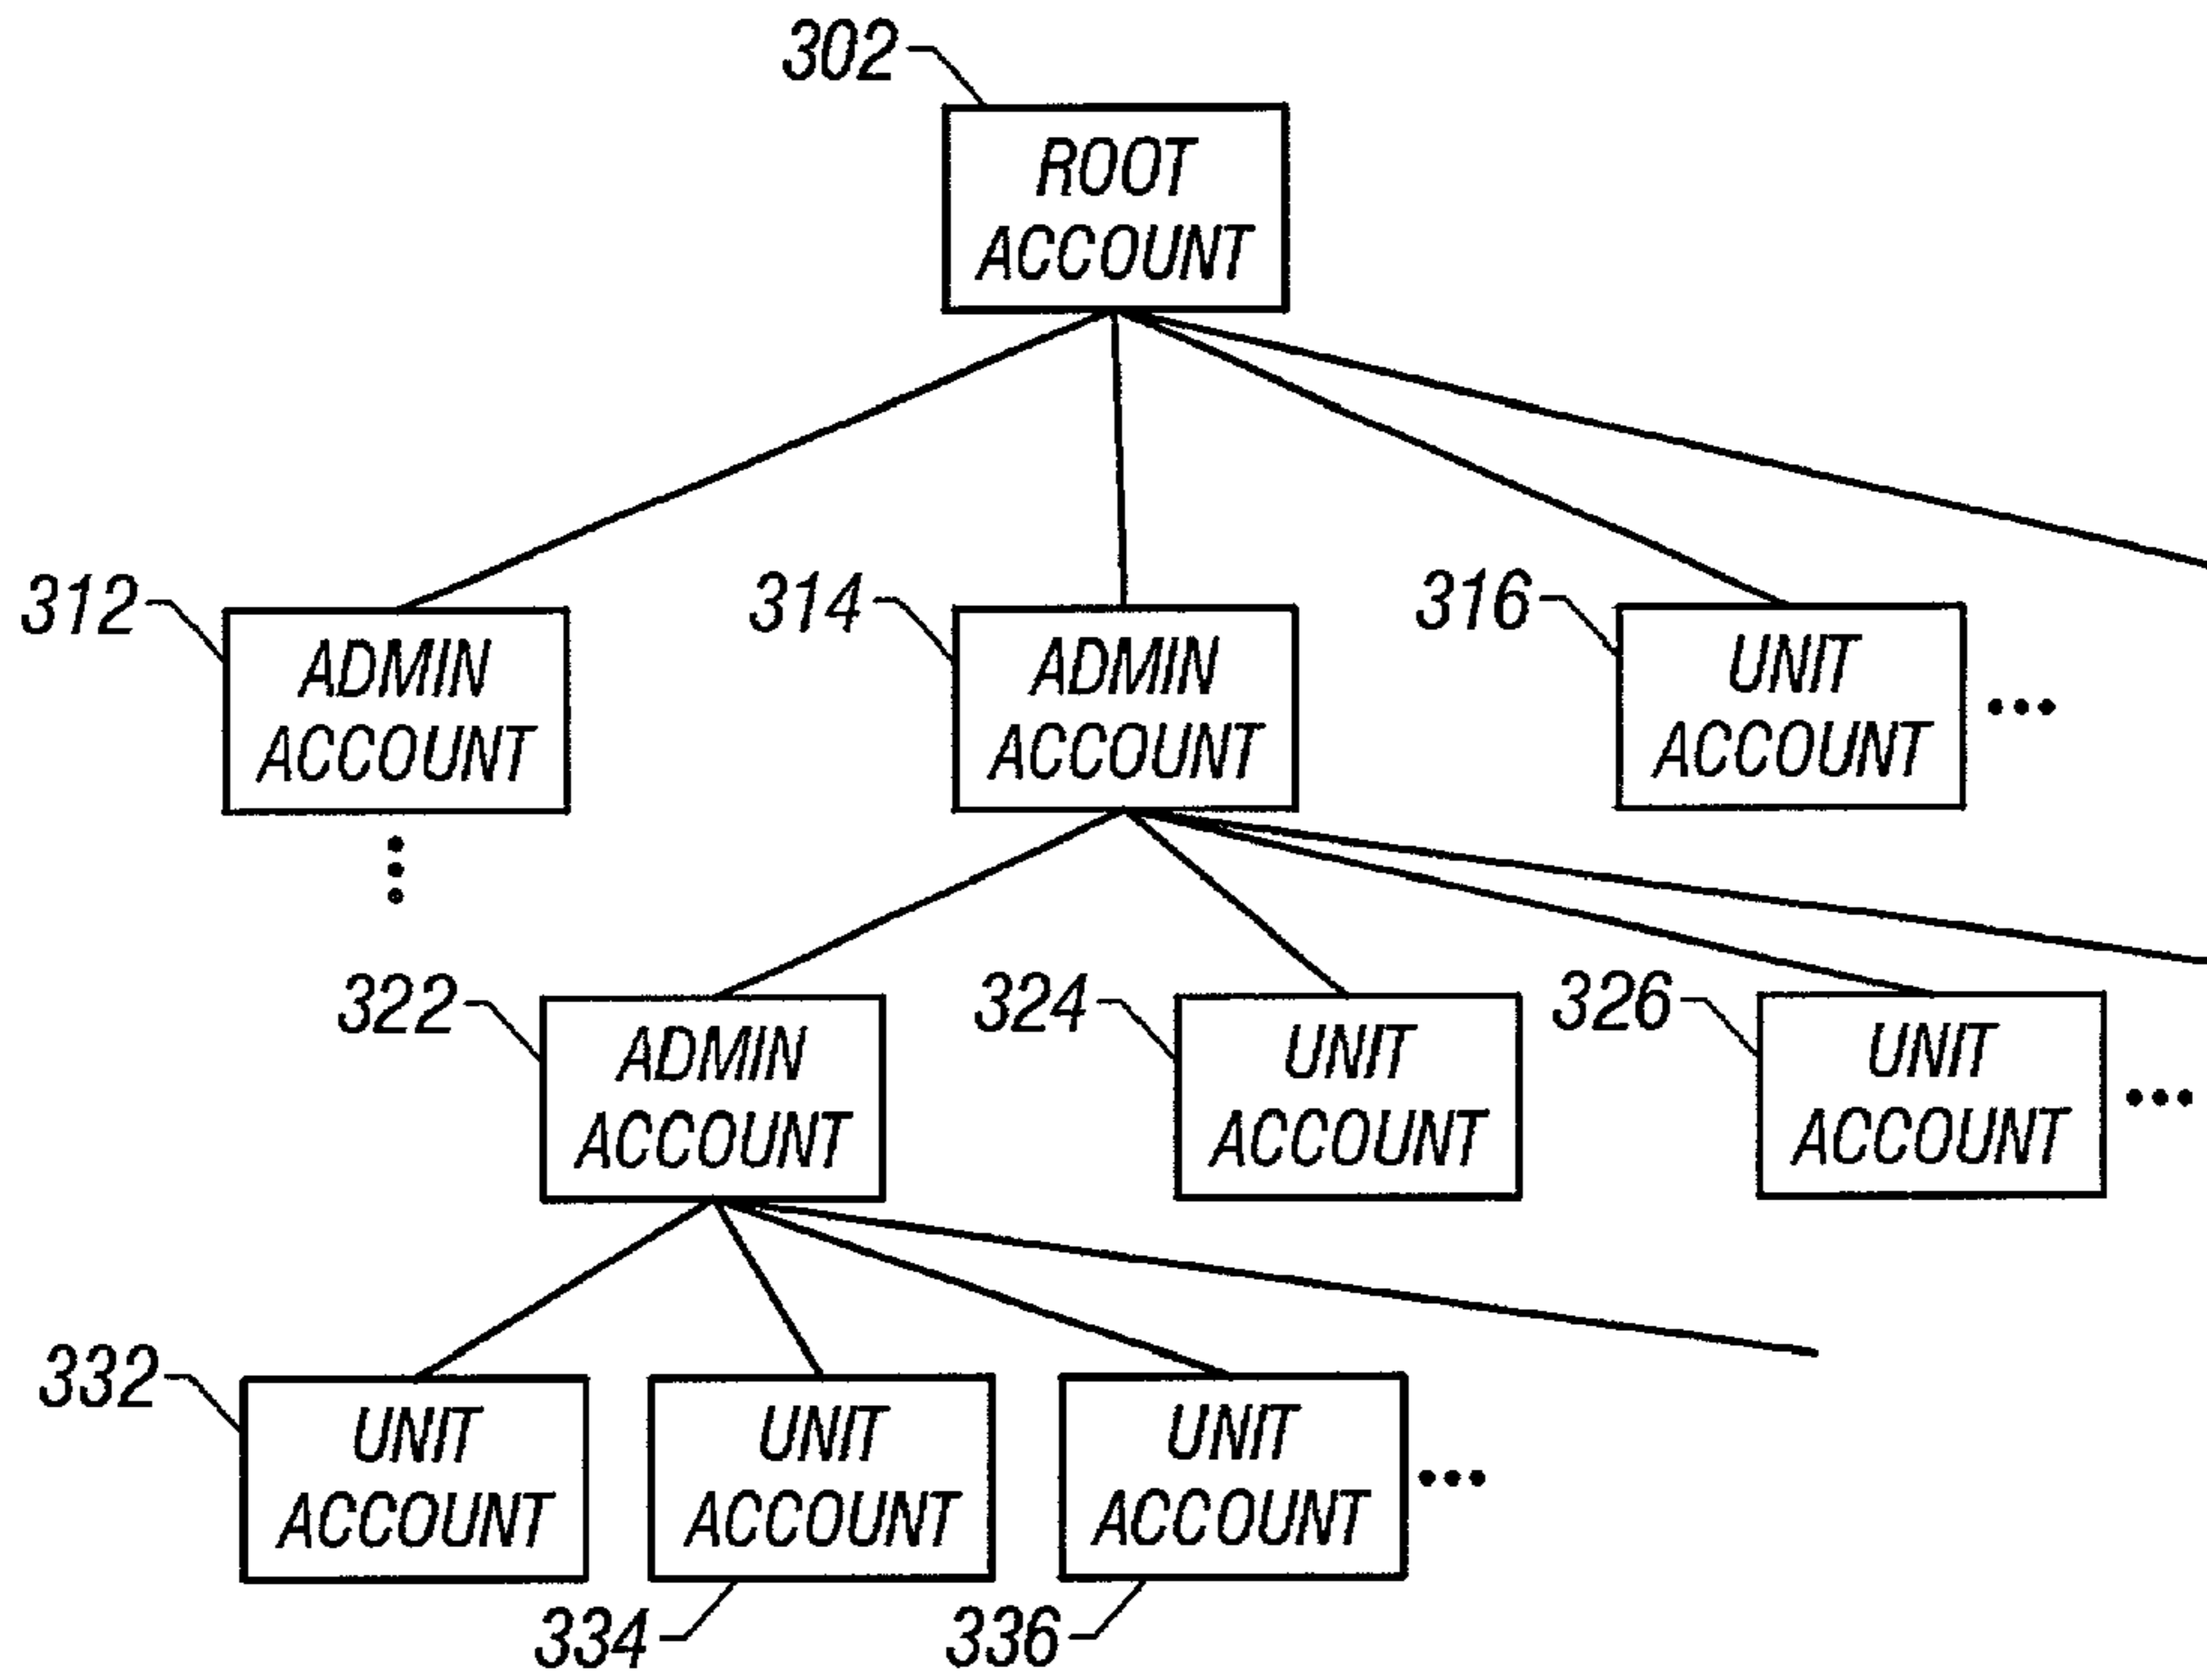 302
ROOT
ACCOUNT
312
ADMIN
ACCOUNT
314
ADMIN
ACCOUNT
316
UNIT
ACCOUNT
...
322
ADMIN
ACCOUNT
324
UNIT
ACCOUNT
326
UNIT
ACCOUNT
...
332
UNIT
ACCOUNT
UNIT
ACCOUNT
UNIT
ACCOUNT
...
334
336